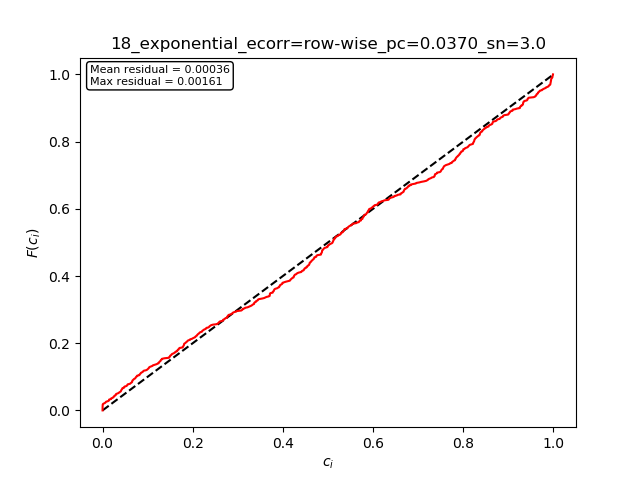 18_exponential_ecorr=row-wise_pc=0.0370_sn=3.0
Mean residual = 0.00036
Max residual = 0.00161
1.0
0.8
0.6
0.4
0.2
0.0
F(c_i)
0.0 0.2 0.4 0.6 0.8 1.0
c_i